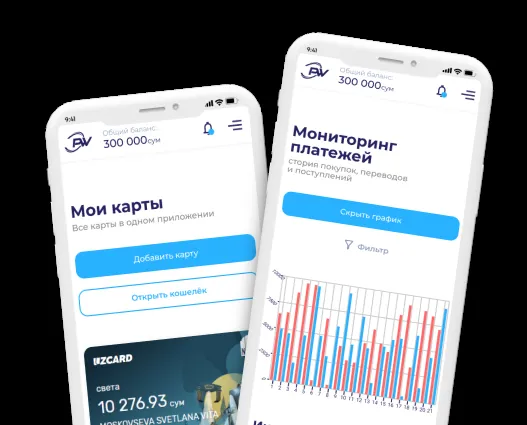 9:41
PW
Общий баланс:
300 000сум
Мои карты
Все карты в одном приложении
Добавить карту
Открыть кошелёк
UZCARD
света
10 276.93 сум
MOSKOVSEVA SVETLANA VITA
9:41
PW
Общий баланс:
300 000сум
Мониторинг
платежей
стория покупок, переводов
и поступлений
Скрыть график
Фильтр
1 2 3 4 5 6 7 8 9 10 11 12 13 14 15 16 17 18 19 20 21